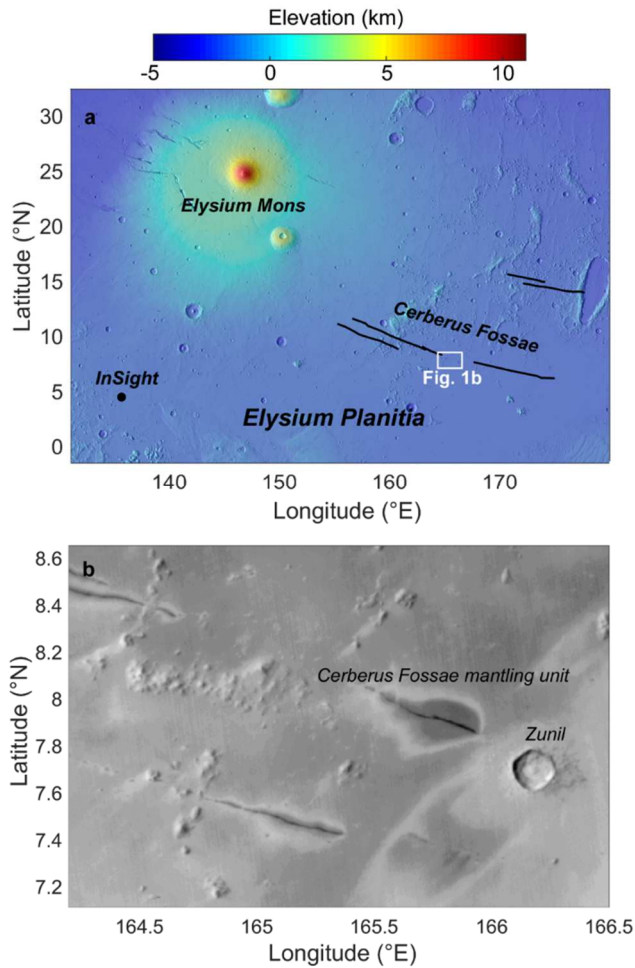 Elevation (km)
-5 0 5 10
a
30
25
20
15
10
5
0
Latitude (°N)
Elysium Mons
Cerberus Fossae
Fig. 1b
InSight
Elysium Planitia
140 150 160 170
Longitude (°E)
b
8.6
8.4
8.2
8
7.8
7.6
7.4
7.2
Latitude (°N)
Cerberus Fossae mantling unit
Zunil
164.5 165 165.5 166 166.5
Longitude (°E)